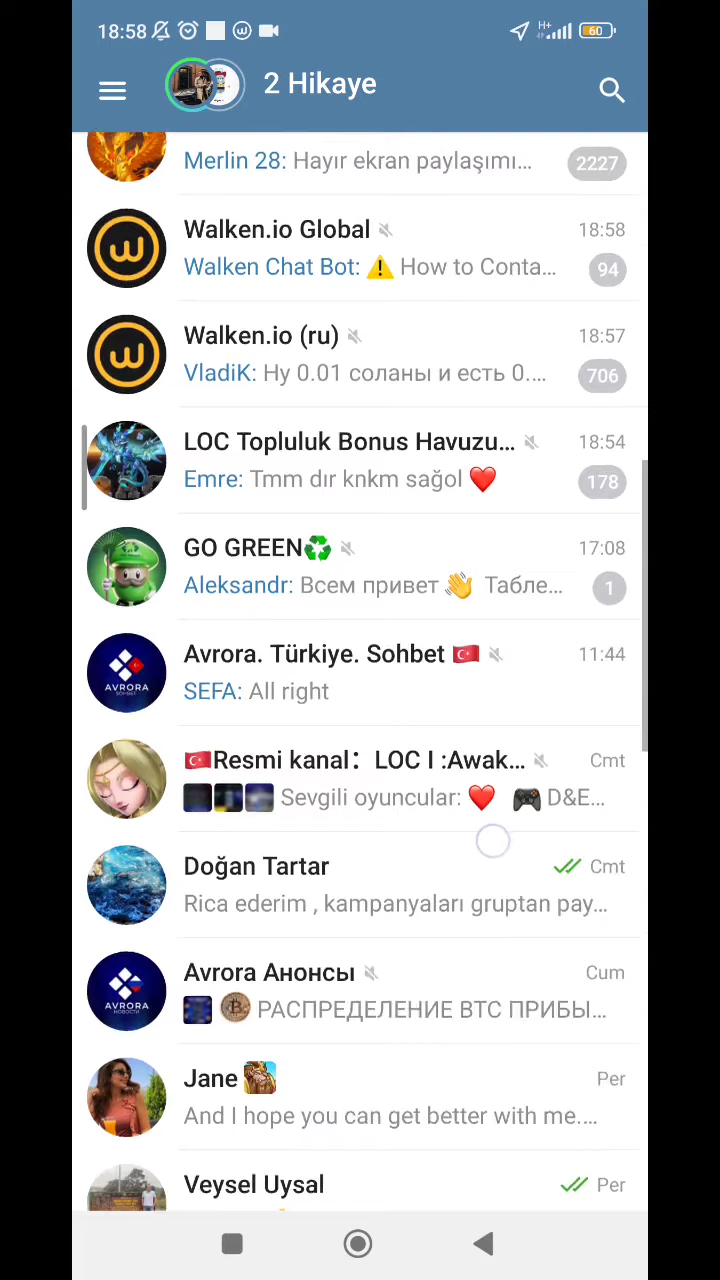 18:58
H+
60
2 Hikaye
Merlin 28: Hayır ekran paylaşımı...
2227
Walken.io Global
18:58
Walken Chat Bot: ⚠️ How to Conta...
94
Walken.io (ru)
18:57
VladiK: Ну 0.01 соланы и есть 0....
706
LOC Topluluk Bonus Havuzu...
18:54
Emre: Tmm dır knkm sağol ❤️
178
GO GREEN♻️
17:08
Aleksandr: Всем привет 👋 Табле...
1
Avrora. Türkiye. Sohbet 🇹🇷
11:44
SEFA: All right
AVRORA
SOHBET
🇹🇷Resmi kanal：LOC I :Awak...
Cmt
Sevgili oyuncular: ❤️ 🎮 D&E...
Doğan Tartar
Cmt
Rica ederim , kampanyaları gruptan pay...
Avrora Анонсы
Cum
РАСПРЕДЕЛЕНИЕ BTC ПРИБЫ...
AVRORA
НОВОСТИ
Jane
Per
And I hope you can get better with me....
Veysel Uysal
Per